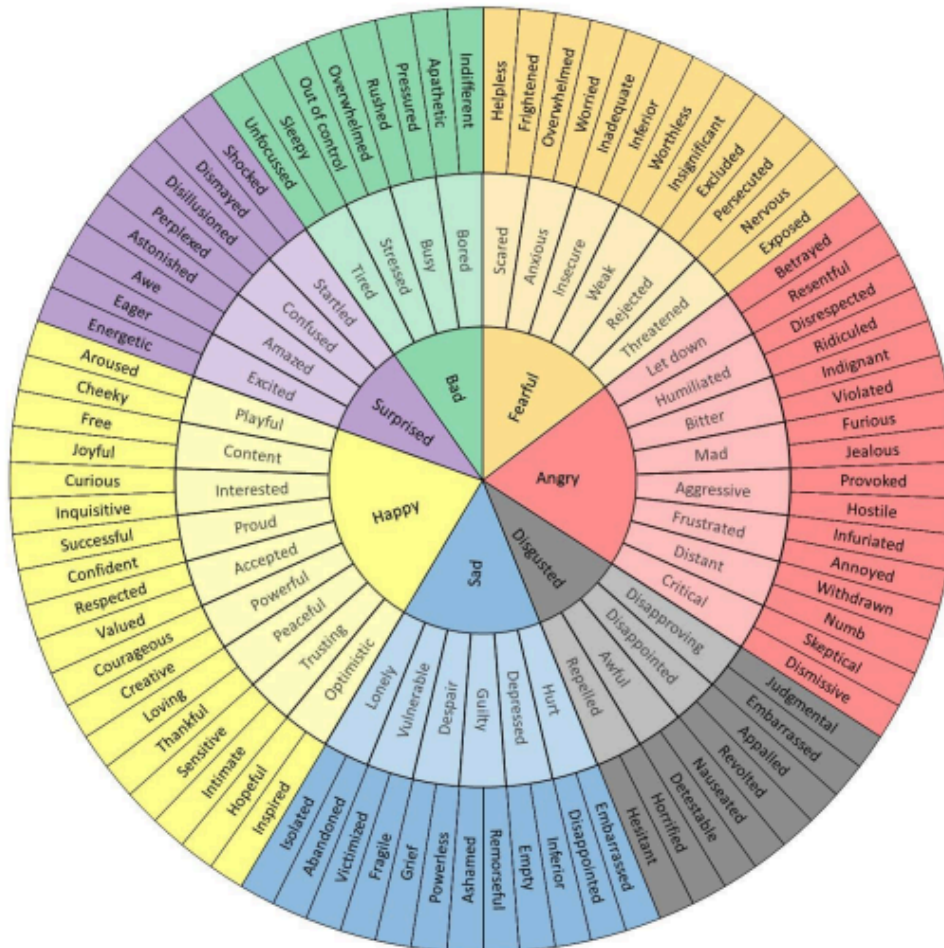 Fearful
Angry
Disgusted
Sad
Happy
Surprised
Bad
Scared
Anxious
Insecure
Weak
Rejected
Threatened
Let down
Humiliated
Bitter
Mad
Aggressive
Frustrated
Distant
Critical
Disapproving
Disappointed
Awful
Repelled
Hurt
Depressed
Guilty
Despair
Vulnerable
Lonely
Optimistic
Trusting
Peaceful
Powerful
Accepted
Proud
Interested
Content
Playful
Excited
Amazed
Confused
Startled
Tired
Stressed
Busy
Bored
Helpless
Frightened
Overwhelmed
Worried
Inadequate
Inferior
Worthless
Insignificant
Excluded
Persecuted
Nervous
Exposed
Betrayed
Resentful
Disrespected
Ridiculed
Indignant
Violated
Furious
Jealous
Provoked
Hostile
Infuriated
Annoyed
Withdrawn
Numb
Skeptical
Dismissive
Judgmental
Embarrassed
Appalled
Revolted
Nauseated
Detestable
Horrified
Hesitant
Embarrassed
Disappointed
Inferior
Empty
Remorseful
Ashamed
Powerless
Grief
Fragile
Victimized
Abandoned
Isolated
Inspired
Hopeful
Intimate
Sensitive
Thankful
Loving
Creative
Courageous
Valued
Respected
Confident
Successful
Inquisitive
Curious
Joyful
Free
Cheeky
Aroused
Energetic
Eager
Awe
Astonished
Perplexed
Disillusioned
Dismayed
Shocked
Unfocussed
Sleepy
Out of control
Overwhelmed
Rushed
Pressured
Apathetic
Indifferent